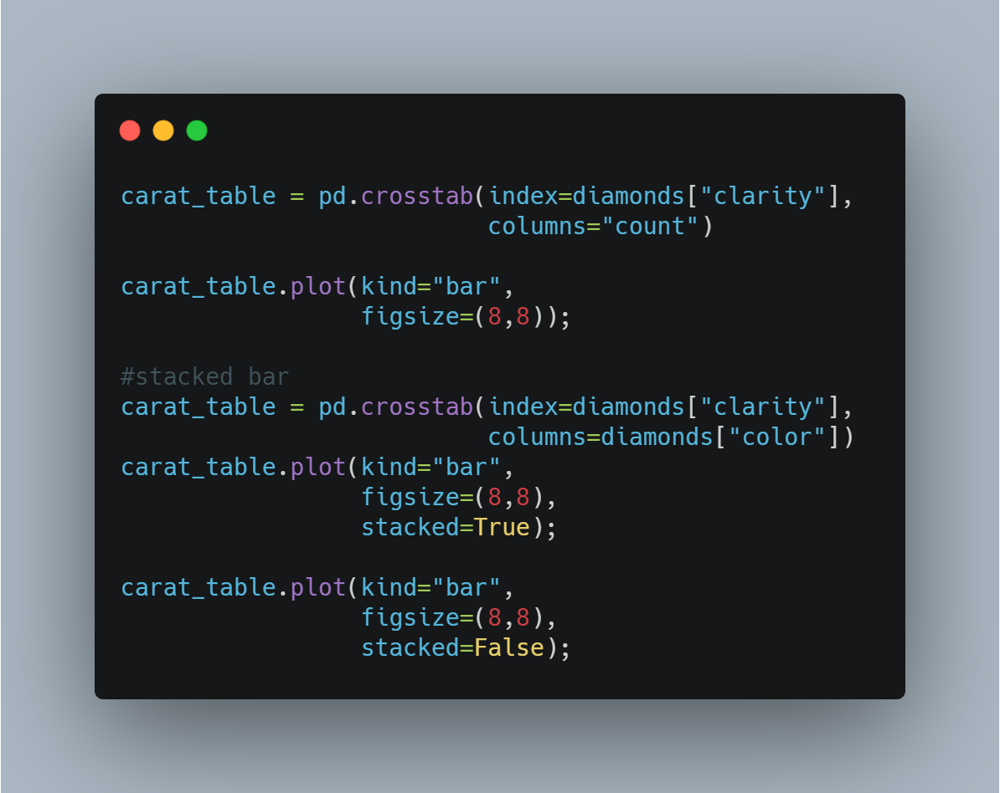 carat_table = pd.crosstab(index=diamonds["clarity"],
                          columns="count")

carat_table.plot(kind="bar",
                 figsize=(8,8));

#stacked bar
carat_table = pd.crosstab(index=diamonds["clarity"],
                          columns=diamonds["color"])
carat_table.plot(kind="bar",
                 figsize=(8,8),
                 stacked=True);

carat_table.plot(kind="bar",
                 figsize=(8,8),
                 stacked=False);